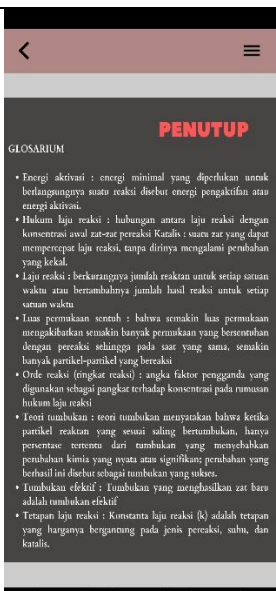 PENUTUP
GLOSARIUM
• Energi aktivasi : energi minimal yang diperlukan untuk
berlangsungnya suatu reaksi disebut energi pengaktifan atau
energi aktivasi.
• Hukum laju reaksi : hubungan antara laju reaksi dengan
konsentrasi awal zat-zat pereaksi Katalis : suatu zat yang dapat
mempercepat laju reaksi, tanpa dirinya mengalami perubahan
yang kekal.
• Laju reaksi : berkurangnya jumlah reaktan untuk setiap satuan
waktu atau bertambahnya jumlah hasil reaksi untuk setiap
satuan waktu
• Luas permukaan sentuh : bahwa semakin luas permukaan
mengakibatkan semakin banyak permukaan yang bersentuhan
dengan pereaksi sehingga pada saat yang sama, semakin
banyak partikel-partikel yang bereaksi
• Orde reaksi (tingkat reaksi) : angka faktor pengganda yang
digunakan sebagai pangkat terhadap konsentrasi pada rumusan
hukum laju reaksi
• Teori tumbukan : teori tumbukan menyatakan bahwa ketika
partikel reaktan yang sesuai saling bertumbukan, hanya
persentase tertentu dari tumbukan yang menyebabkan
perubahan kimia yang nyata atau signifikan; perubahan yang
berhasil ini disebut sebagai tumbukan yang sukses.
• Tumbukan efektif : Tumbukan yang menghasilkan zat baru
adalah tumbukan efektif
• Tetapan laju reaksi : Konstanta laju reaksi (k) adalah tetapan
yang harganya bergantung pada jenis pereaksi, suhu, dan
katalis.